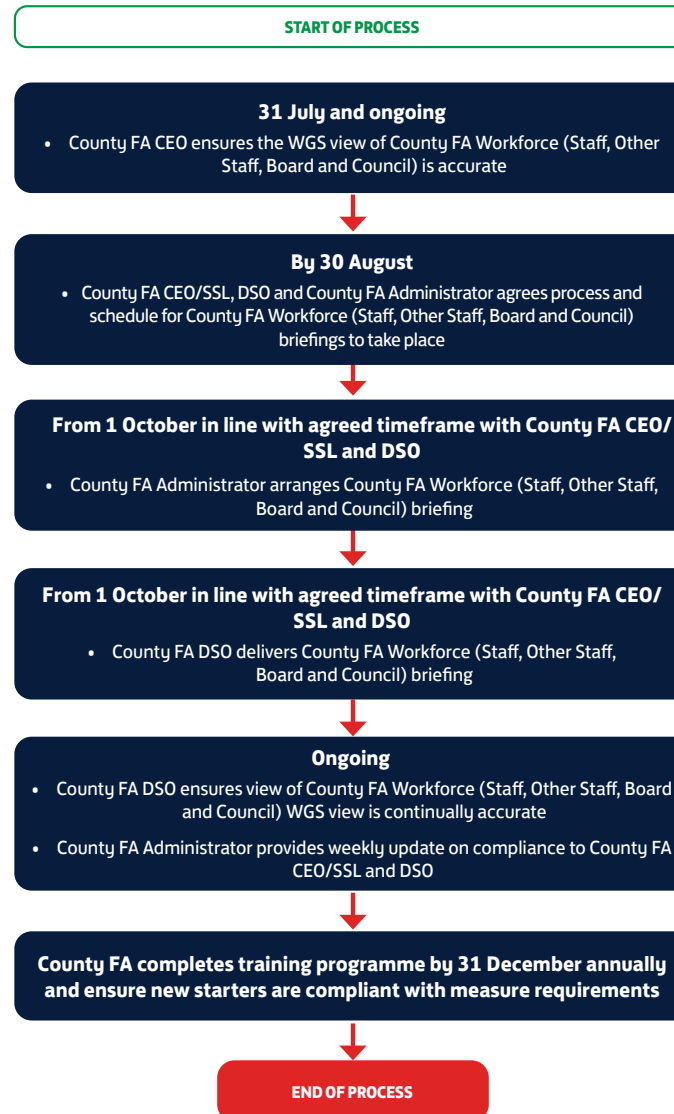 START OF PROCESS
31 July and ongoing
• County FA CEO ensures the WGS view of County FA Workforce (Staff, Other
Staff, Board and Council) is accurate
By 30 August
• County FA CEO/SSL, DSO and County FA Administrator agrees process and
schedule for County FA Workforce (Staff, Other Staff, Board and Council)
briefings to take place
From 1 October in line with agreed timeframe with County FA CEO/
SSL and DSO
• County FA Administrator arranges County FA Workforce (Staff, Other Staff,
Board and Council) briefing
From 1 October in line with agreed timeframe with County FA CEO/
SSL and DSO
• County FA DSO delivers County FA Workforce (Staff, Other Staff,
Board and Council) briefing
Ongoing
• County FA DSO ensures view of County FA Workforce (Staff, Other Staff, Board
and Council) WGS view is continually accurate
• County FA Administrator provides weekly update on compliance to County FA
CEO/SSL and DSO
County FA completes training programme by 31 December annually
and ensure new starters are compliant with measure requirements
END OF PROCESS